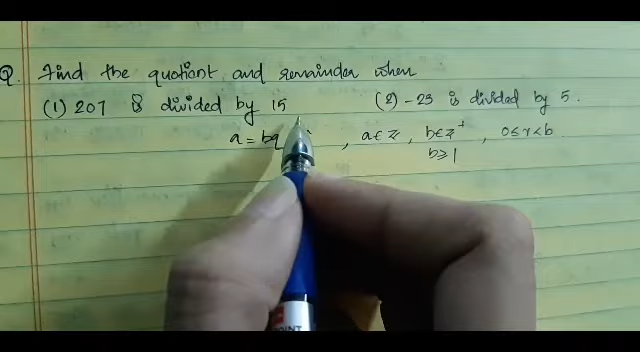 Q. Find the quotient and remainder when
(1) 207 is divided by 15 (2) -23 is divided by 5.
a = bq , a ∈ ℤ, b ∈ ℤ⁺, 0 ≤ r < b
b ≥ 1
POINT